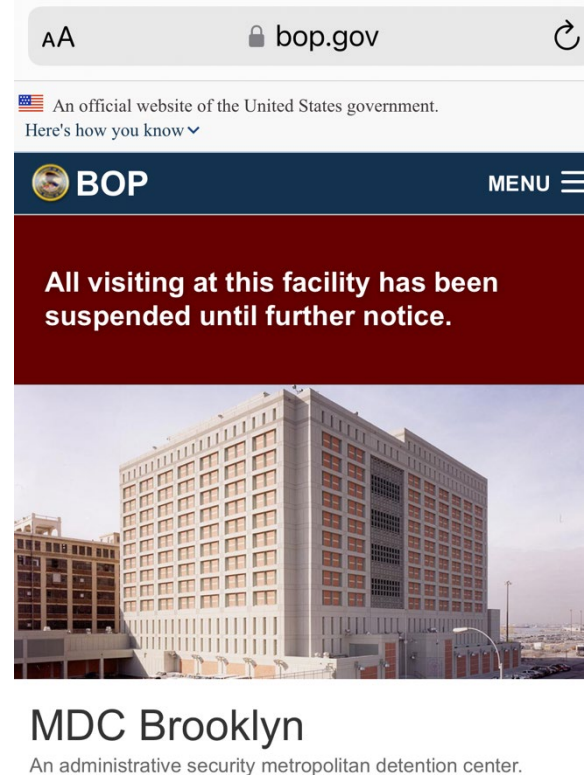 AA
bop.gov
An official website of the United States government.
Here's how you know
BOP
MENU
All visiting at this facility has been
suspended until further notice.
MDC Brooklyn
An administrative security metropolitan detention center.